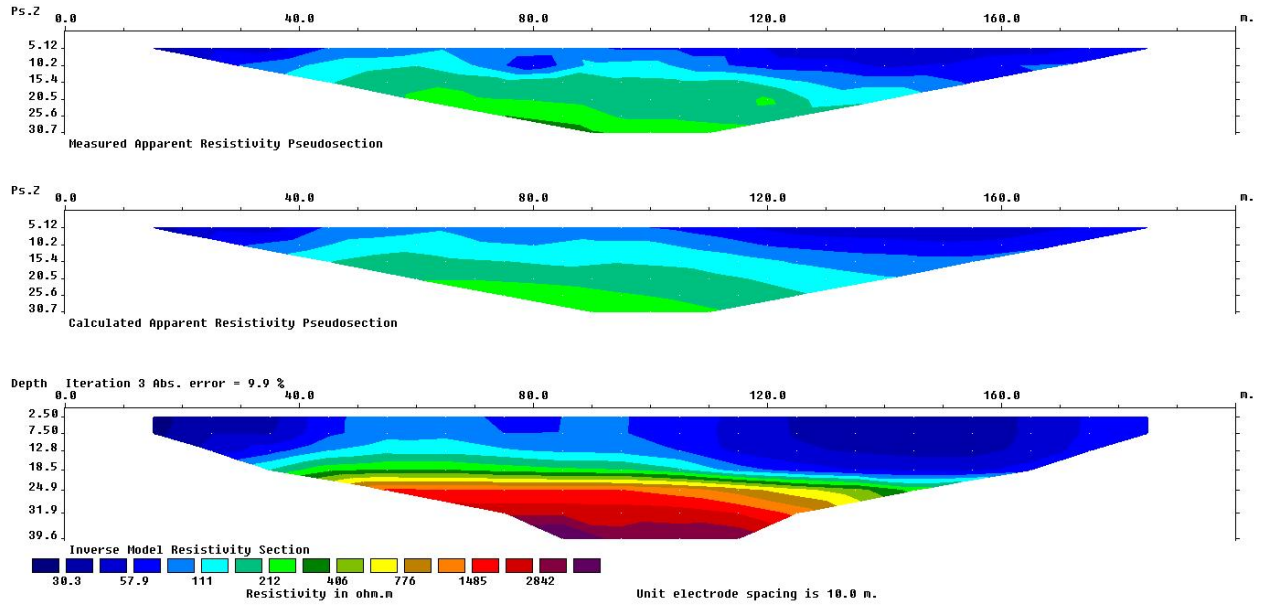 Ps.Z 0.0 40.0 80.0 120.0 160.0 m.
5.12
10.2
15.4
20.5
25.6
30.7
Measured Apparent Resistivity Pseudosection
Ps.Z 0.0 40.0 80.0 120.0 160.0 m.
5.12
10.2
15.4
20.5
25.6
30.7
Calculated Apparent Resistivity Pseudosection
Depth Iteration 3 Abs. error = 9.9 %
0.0 40.0 80.0 120.0 160.0 m.
2.50
7.50
12.8
18.5
24.9
31.9
39.6
Inverse Model Resistivity Section
30.3 57.9 111 212 406 776 1485 2842
Resistivity in ohm.m Unit electrode spacing is 10.0 m.